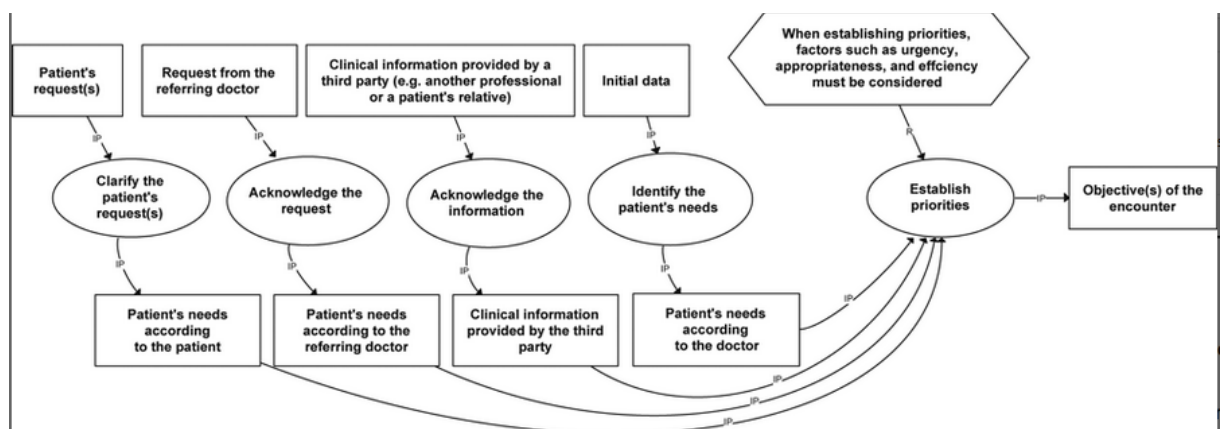 When establishing priorities,
factors such as urgency,
appropriateness, and effciency
must be considered
Patient's
request(s)
Request from the
referring doctor
Clinical information provided by a
third party (e.g. another professional
or a patient's relative)
Initial data
IP
IP
IP
IP
R
Clarify the
patient's
request(s)
Acknowledge the
request
Acknowledge the
information
Identify the
patient's needs
Establish
priorities
IP
Objective(s) of the
encounter
IP
IP
IP
IP
Patient's needs
according
to the patient
Patient's needs
according to the
referring doctor
Clinical information
provided by the third
party
Patient's needs
according
to the doctor
IP
IP
IP
IP